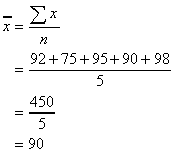 x̄ = ∑ x / n
= 92 + 75 + 95 + 90 + 98 / 5
= 450 / 5
= 90